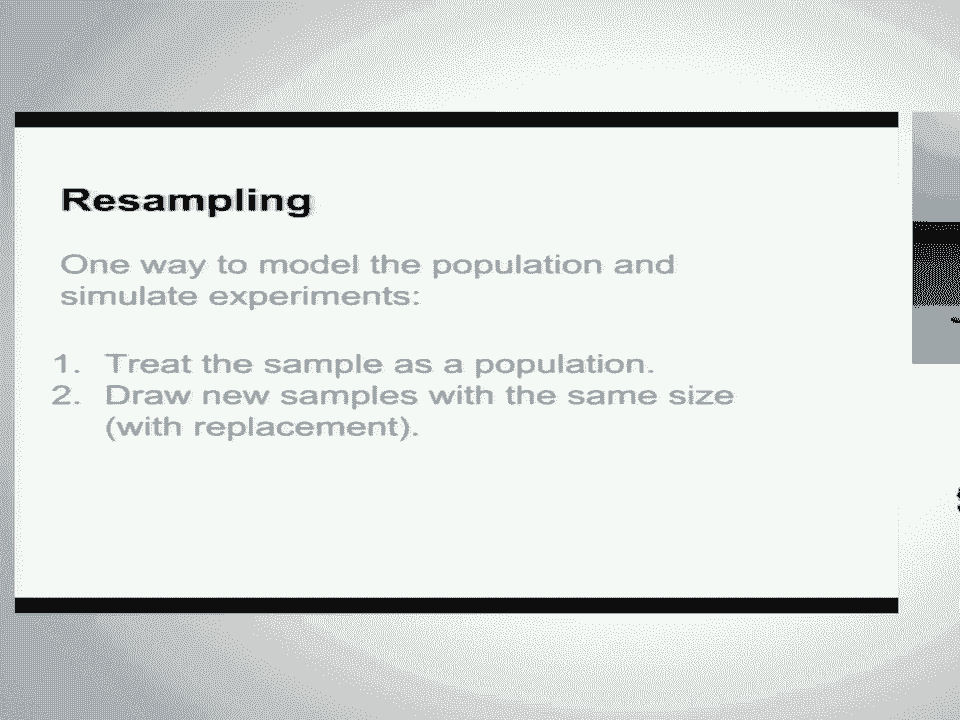 Resampling
One way to model the population and
simulate experiments:
1. Treat the sample as a population.
2. Draw new samples with the same size
(with replacement).